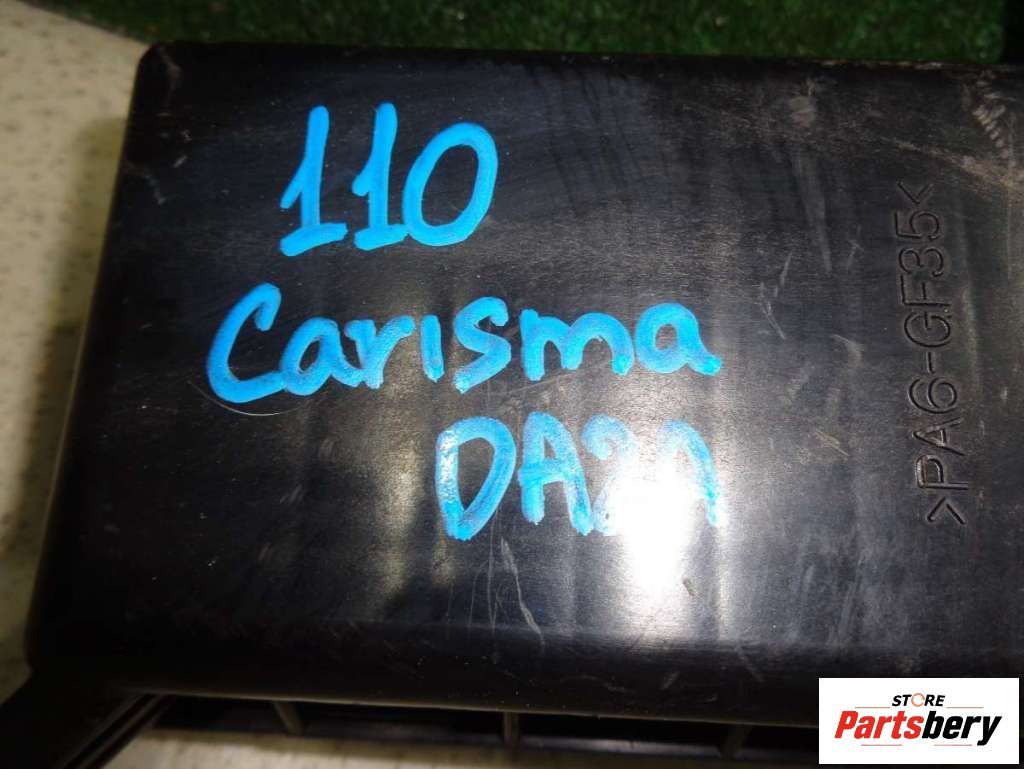 110
Carisma
DA2A
>PA6-GF35<
STORE
Partsbery